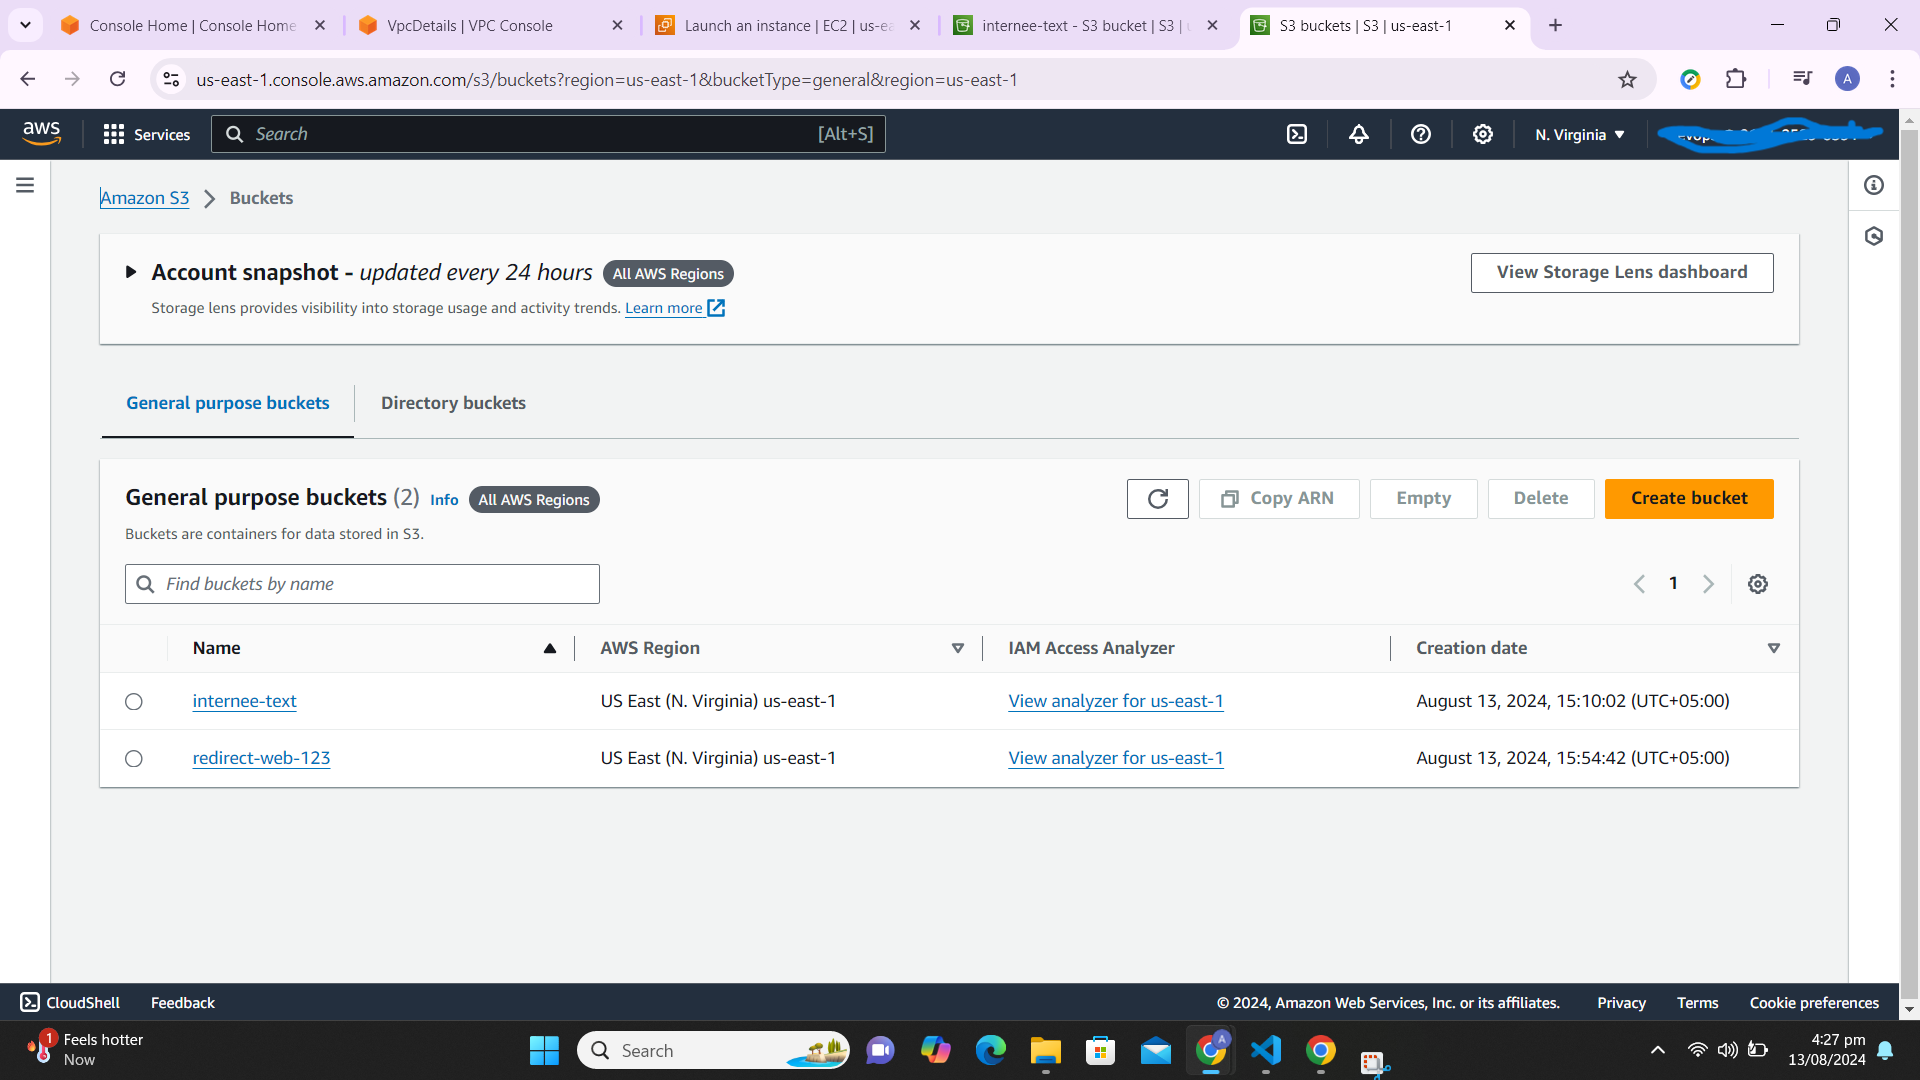 Console Home | Console Home
VpcDetails | VPC Console
Launch an instance | EC2 | us-ea
internee-text - S3 bucket | S3 | u
S3 buckets | S3 | us-east-1
us-east-1.console.aws.amazon.com/s3/buckets?region=us-east-1&bucketType=general&region=us-east-1
A
aws
Services
Search
[Alt+S]
N. Virginia
Amazon S3
Buckets
Account snapshot - updated every 24 hours
All AWS Regions
View Storage Lens dashboard
Storage lens provides visibility into storage usage and activity trends. Learn more
General purpose buckets
Directory buckets
General purpose buckets (2) Info
All AWS Regions
Copy ARN
Empty
Delete
Create bucket
Buckets are containers for data stored in S3.
Find buckets by name
1
Name
AWS Region
IAM Access Analyzer
Creation date
internee-text
US East (N. Virginia) us-east-1
View analyzer for us-east-1
August 13, 2024, 15:10:02 (UTC+05:00)
redirect-web-123
US East (N. Virginia) us-east-1
View analyzer for us-east-1
August 13, 2024, 15:54:42 (UTC+05:00)
CloudShell
Feedback
© 2024, Amazon Web Services, Inc. or its affiliates.
Privacy
Terms
Cookie preferences
1
Feels hotter
Now
Search
A
4:27 pm
13/08/2024